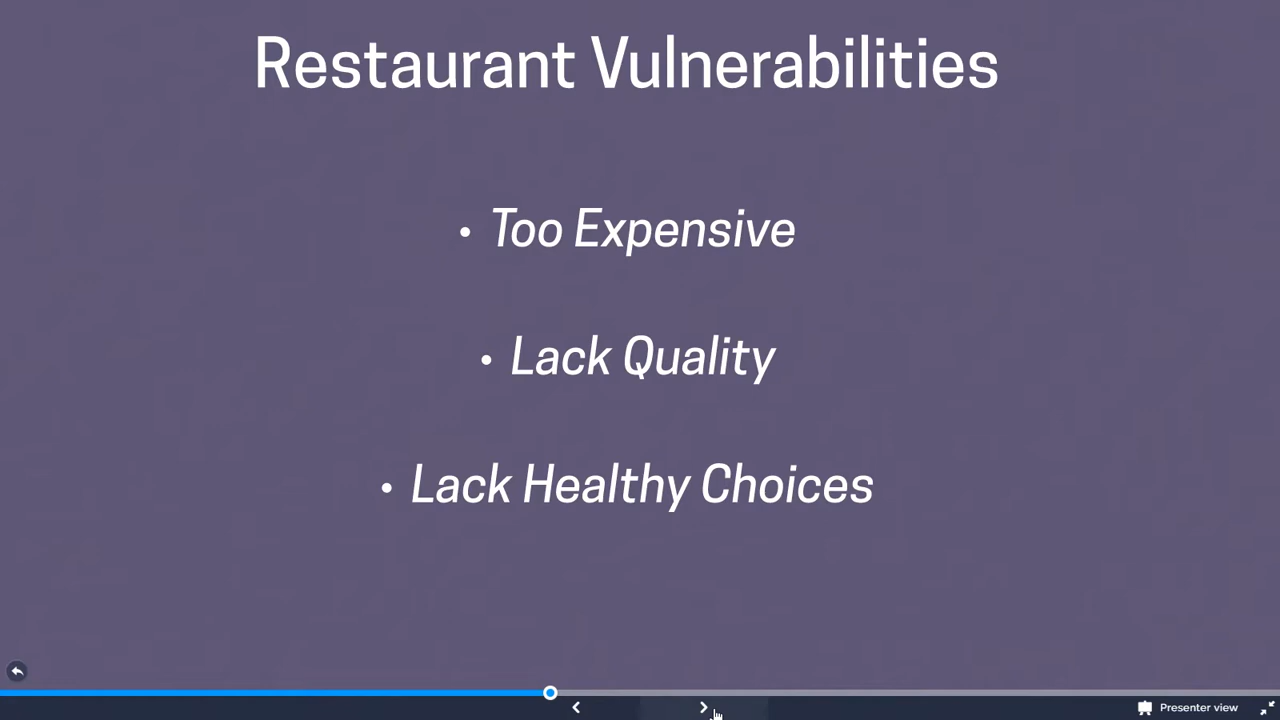 Restaurant Vulnerabilities
• Too Expensive
• Lack Quality
• Lack Healthy Choices
Presenter view